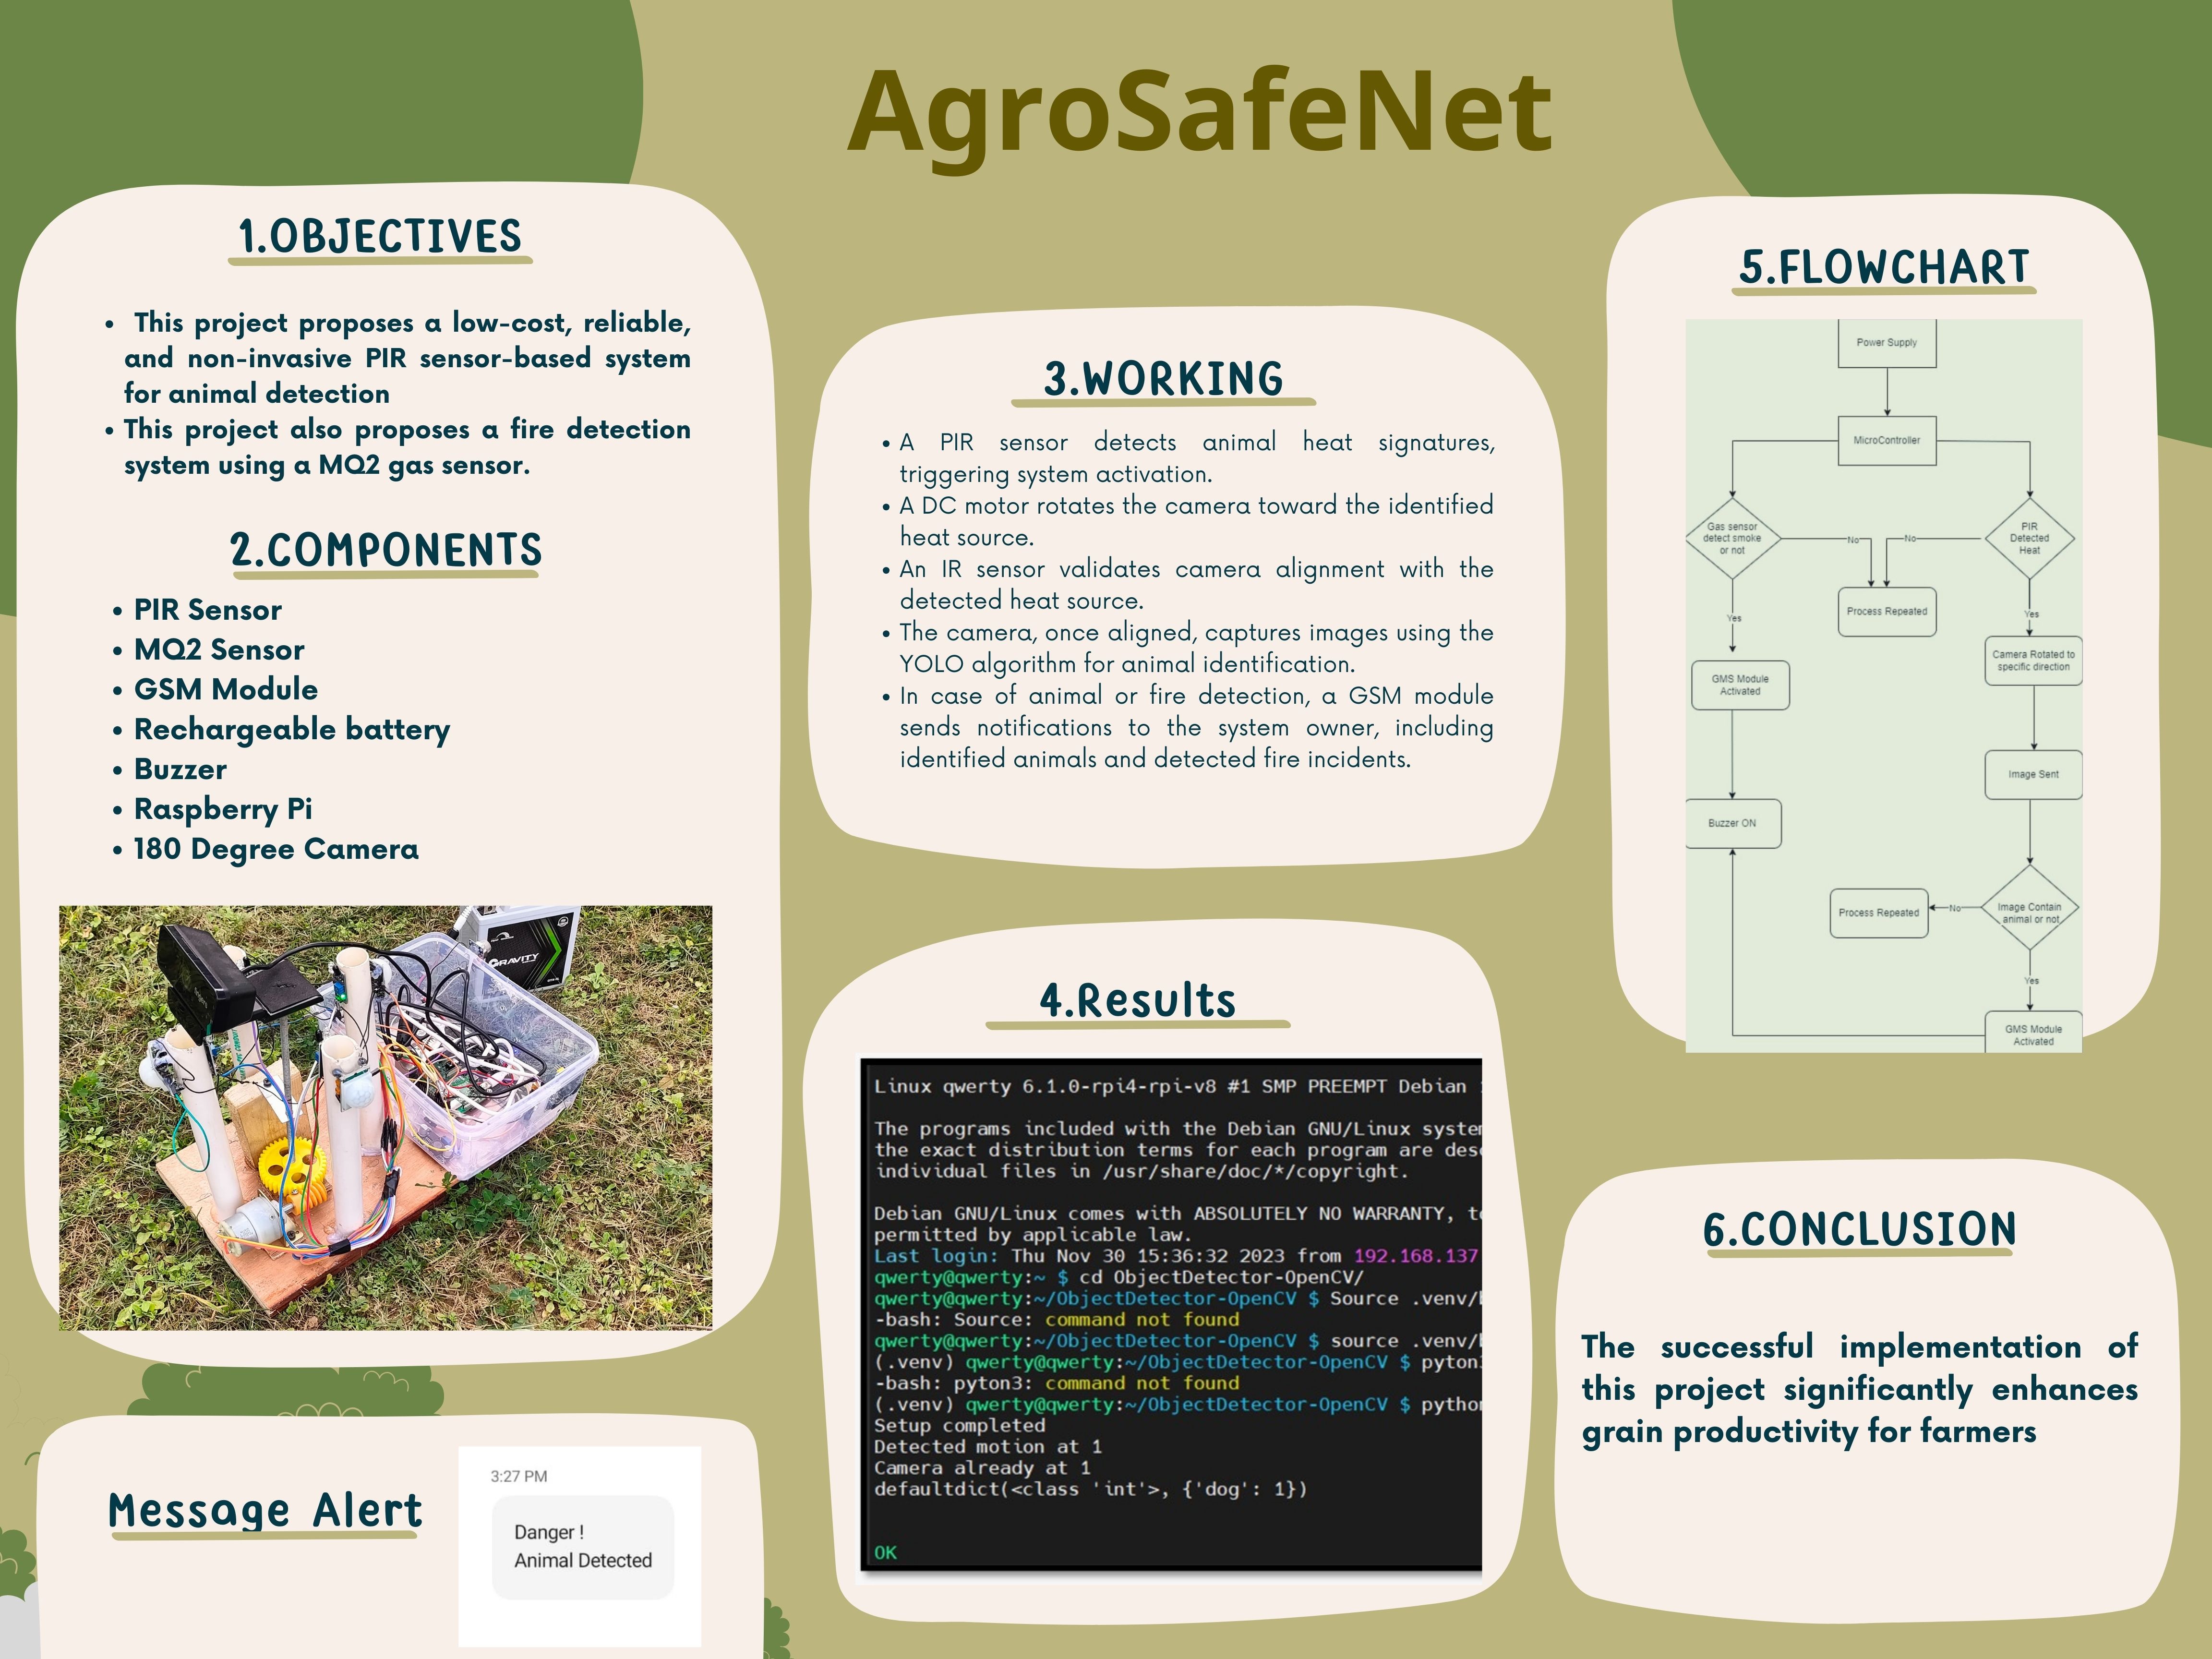 AgroSafeNet
1.OBJECTIVES
• This project proposes a low-cost, reliable,
and non-invasive PIR sensor-based system
for animal detection
• This project also proposes a fire detection
system using a MQ2 gas sensor.
2.COMPONENTS
• PIR Sensor
• MQ2 Sensor
• GSM Module
• Rechargeable battery
• Buzzer
• Raspberry Pi
• 180 Degree Camera
GRAVITY
Message Alert
3:27 PM
Danger !
Animal Detected
3.WORKING
• A PIR sensor detects animal heat signatures,
triggering system activation.
• A DC motor rotates the camera toward the identified
heat source.
• An IR sensor validates camera alignment with the
detected heat source.
• The camera, once aligned, captures images using the
YOLO algorithm for animal identification.
• In case of animal or fire detection, a GSM module
sends notifications to the system owner, including
identified animals and detected fire incidents.
4.Results
Linux qwerty 6.1.0-rpi4-rpi-v8 #1 SMP PREEMPT Debian
The programs included with the Debian GNU/Linux system
the exact distribution terms for each program are desc
individual files in /usr/share/doc/*/copyright.
Debian GNU/Linux comes with ABSOLUTELY NO WARRANTY, to
permitted by applicable law.
Last login: Thu Nov 30 15:36:32 2023 from 192.168.137
qwerty@qwerty:~ $ cd ObjectDetector-OpenCV/
qwerty@qwerty:~/ObjectDetector-OpenCV $ Source .venv/
-bash: Source: command not found
qwerty@qwerty:~/ObjectDetector-OpenCV $ source .venv/
(.venv) qwerty@qwerty:~/ObjectDetector-OpenCV $ pyton3
-bash: pyton3: command not found
(.venv) qwerty@qwerty:~/ObjectDetector-OpenCV $ python
Setup completed
Detected motion at 1
Camera already at 1
defaultdict(<class 'int'>, {'dog': 1})
OK
5.FLOWCHART
Power Supply
MicroController
Gas sensor
detect smoke
or not
No
No
PIR
Detected
Heat
Process Repeated
Yes
Yes
Camera Rotated to
specific direction
GMS Module
Activated
Image Sent
Buzzer ON
Image Contain
animal or not
No
Process Repeated
Yes
GMS Module
Activated
6.CONCLUSION
The successful implementation of
this project significantly enhances
grain productivity for farmers